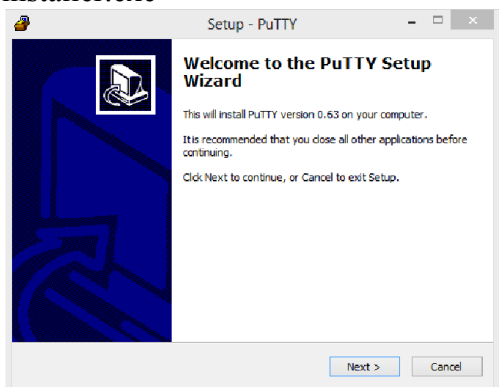 installer.exe
Setup - PuTTY
Welcome to the PuTTY Setup
Wizard
This will install PuTTY version 0.63 on your computer.
It is recommended that you close all other applications before
continuing.
Click Next to continue, or Cancel to exit Setup.
Next >
Cancel